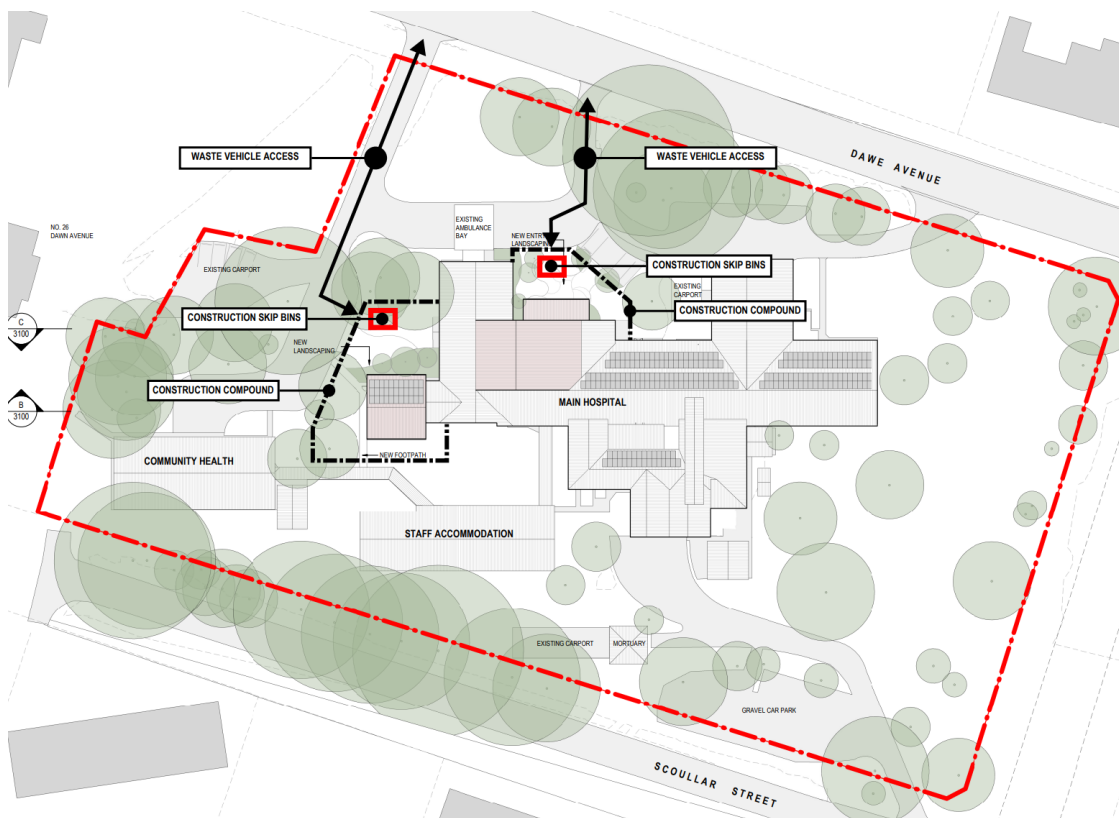 DAWE AVENUE
WASTE VEHICLE ACCESS
WASTE VEHICLE ACCESS
NO. 26
DAWN AVENUE
EXISTING
AMBULANCE
BAY
NEW ENTRY
LANDSCAPING
EXISTING CARPORT
CONSTRUCTION SKIP BINS
EXISTING
CARPORT
CONSTRUCTION COMPOUND
CONSTRUCTION SKIP BINS
C
3100
NEW
LANDSCAPING
CONSTRUCTION COMPOUND
B
3100
MAIN HOSPITAL
COMMUNITY HEALTH
NEW FOOTPATH
STAFF ACCOMMODATION
EXISTING CARPORT
MORTUARY
GRAVEL CAR PARK
SCOULLAR STREET